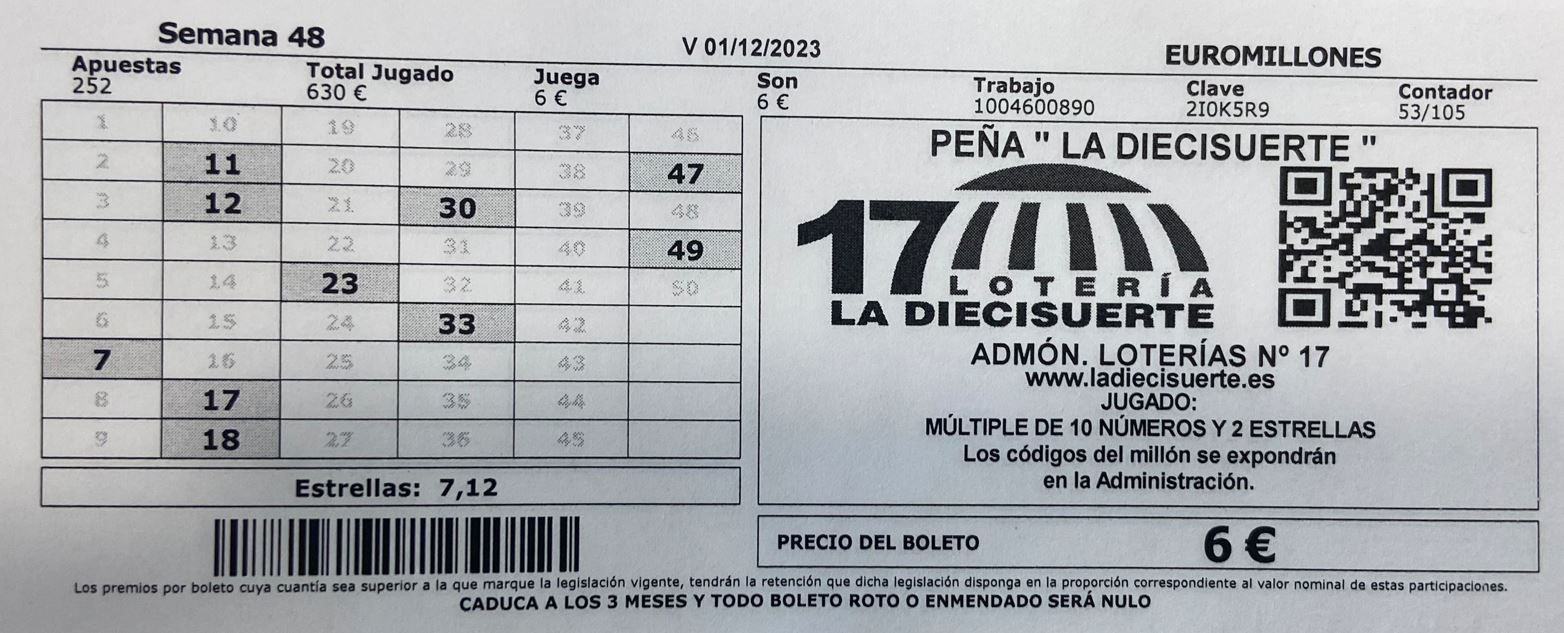 Semana 48
V 01/12/2023
EUROMILLONES
Apuestas Total Jugado Juega Son Trabajo Clave Contador
252 630 € 6 € 6 € 1004600890 2I0K5R9 53/105
1 10 19 28 37 46
2 11 20 29 38 47
3 12 21 30 39 48
4 13 22 31 40 49
5 14 23 32 41 50
6 15 24 33 42
7 16 25 34 43
8 17 26 35 44
9 18 27 36 45
Estrellas: 7,12
PEÑA " LA DIECISUERTE "
17
LOTERÍA
LA DIECISUERTE
ADMÓN. LOTERÍAS Nº 17
www.ladiecisuerte.es
JUGADO:
MÚLTIPLE DE 10 NÚMEROS Y 2 ESTRELLAS
Los códigos del millón se expondrán
en la Administración.
PRECIO DEL BOLETO 6 €
Los premios por boleto cuya cuantía sea superior a la que marque la legislación vigente, tendrán la retención que dicha legislación disponga en la proporción correspondiente al valor nominal de estas participaciones.
CADUCA A LOS 3 MESES Y TODO BOLETO ROTO O ENMENDADO SERÁ NULO